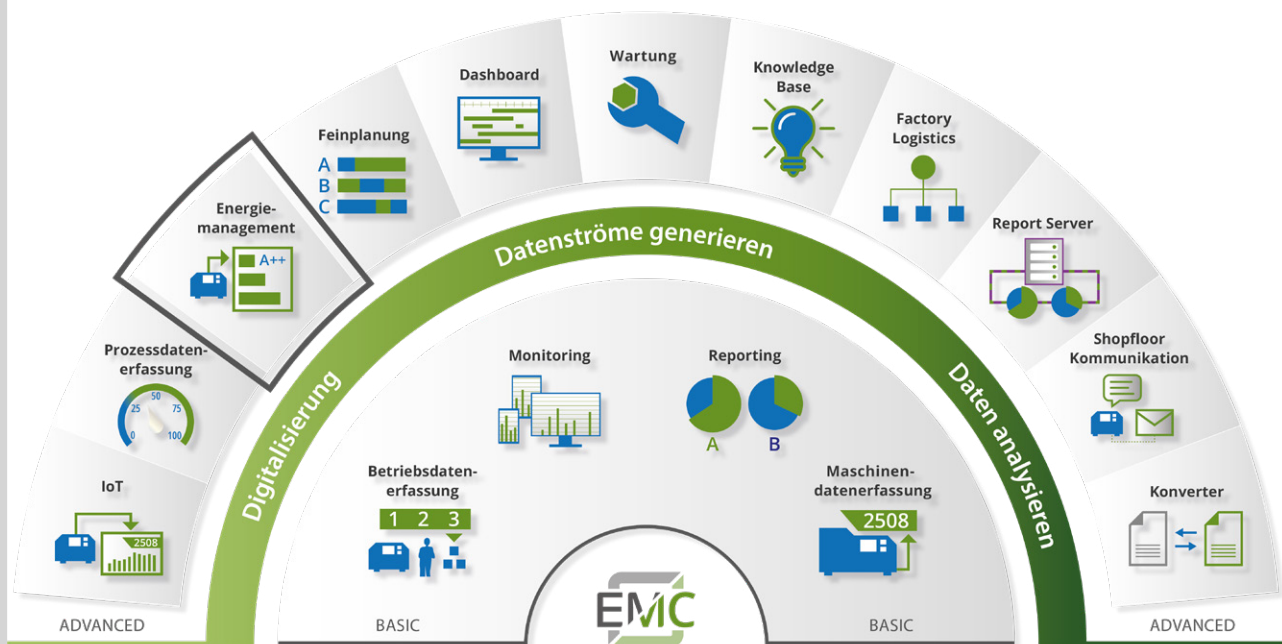 Wartung
Dashboard
Knowledge
Base
Feinplanung
A
B
C
Factory
Logistics
Energie-
management
A++
Report Server
Prozessdaten-
erfassung
0
25
50
75
100
Shopfloor
Kommunikation
IoT
2508
Konverter
Digitalisierung
Datenströme generieren
Daten analysieren
Monitoring
Reporting
A
B
Betriebsdaten-
erfassung
1 2 3
Maschinen-
datenerfassung
2508
EMC
ADVANCED
BASIC
BASIC
ADVANCED